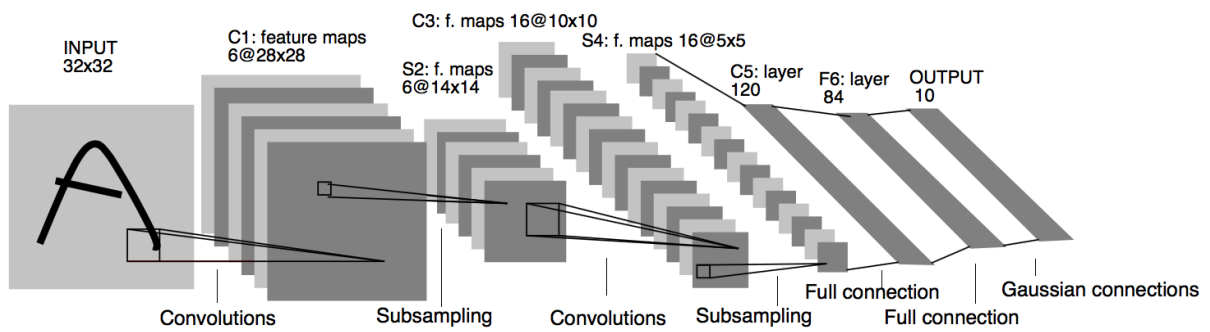 INPUT
32x32
C1: feature maps
6@28x28
S2: f. maps
6@14x14
C3: f. maps 16@10x10
S4: f. maps 16@5x5
C5: layer
120
F6: layer
84
OUTPUT
10
Convolutions
Subsampling
Convolutions
Subsampling
Full connection
Full connection
Gaussian connections
A